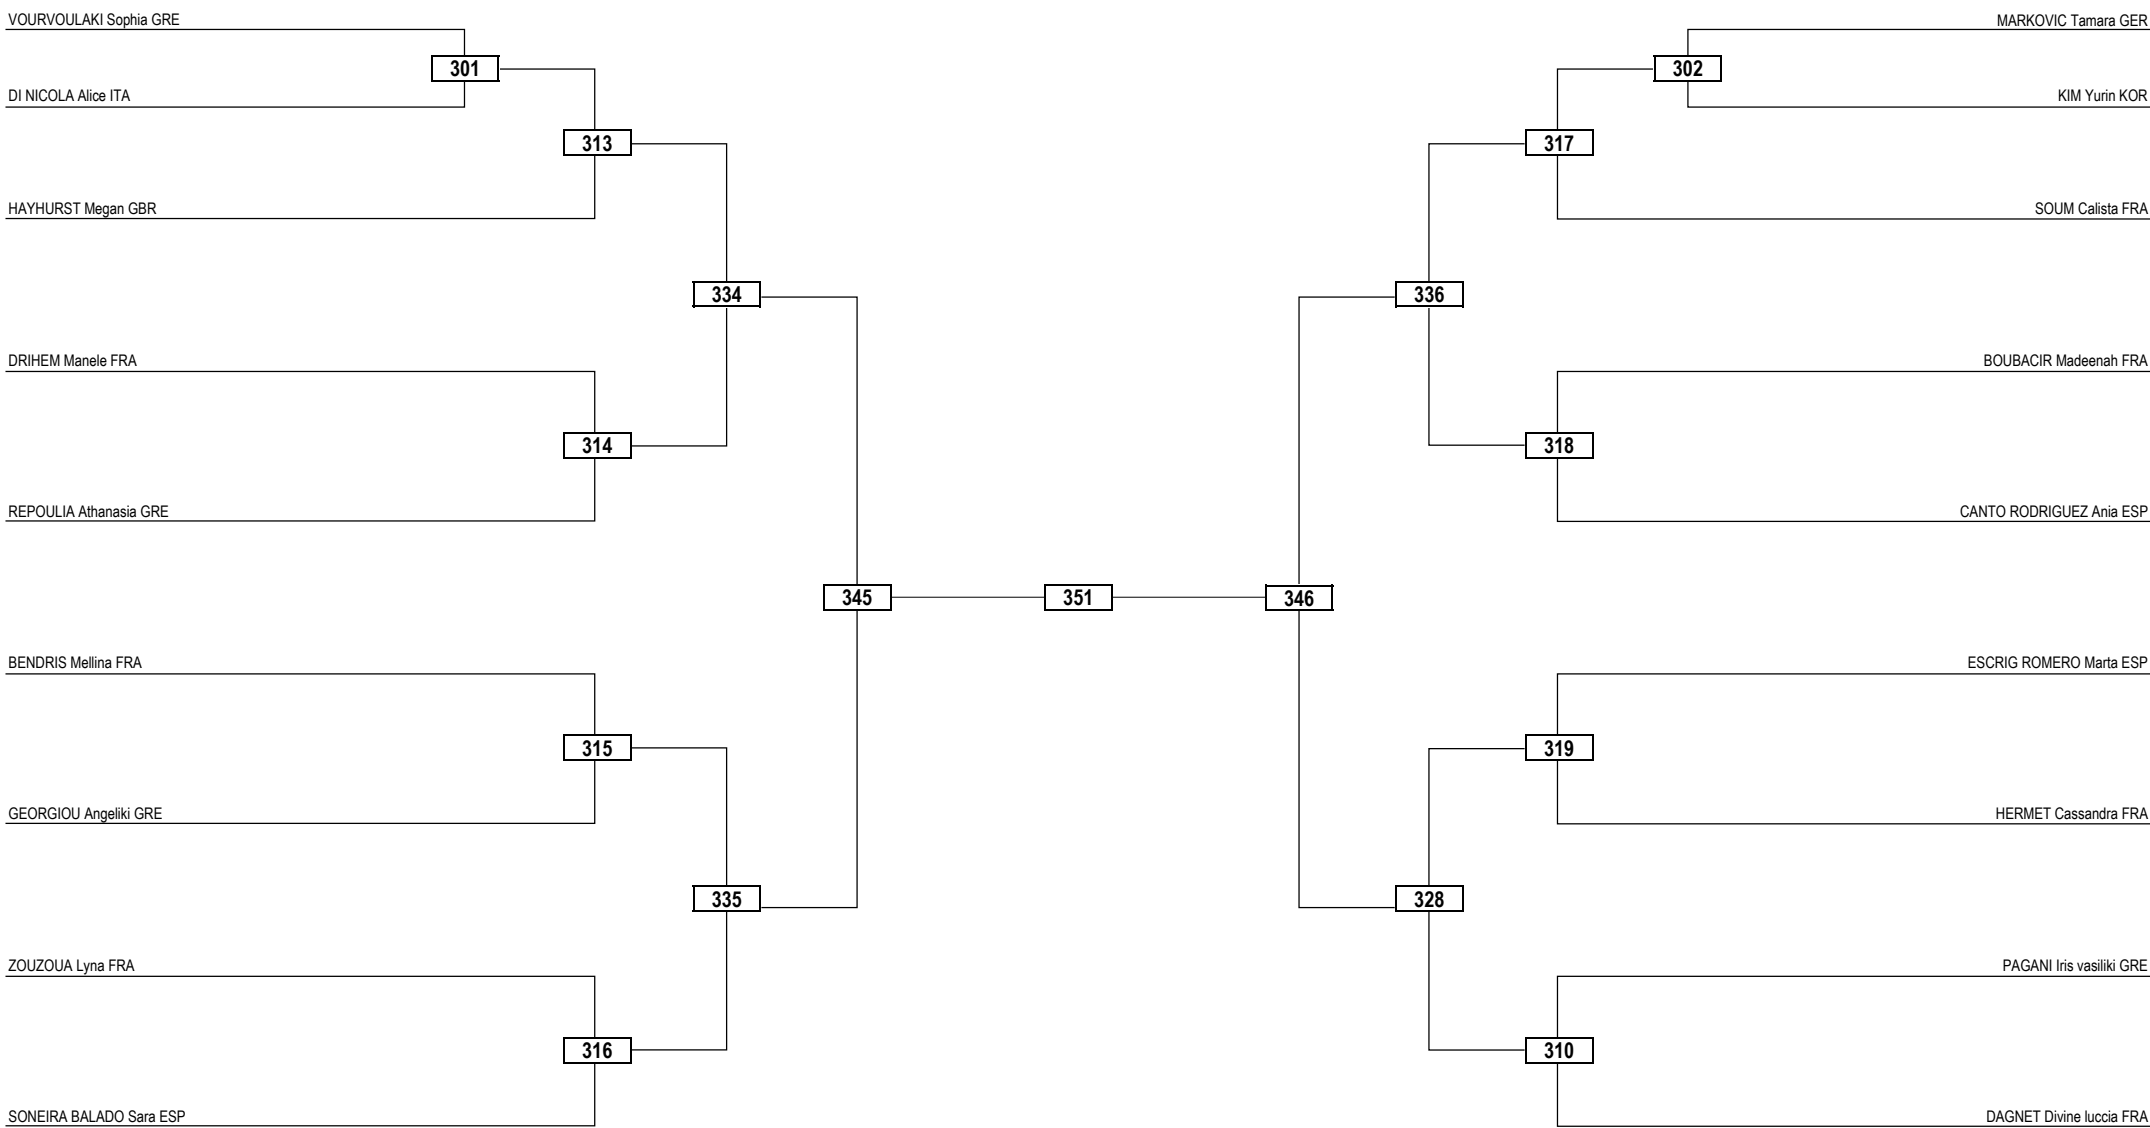 VOURVOULAKI Sophia GRE
MARKOVIC Tamara GER
301
302
DI NICOLA Alice ITA
KIM Yurin KOR
313
317
HAYHURST Megan GBR
SOUM Calista FRA
334
336
DRIHEM Manele FRA
BOUBACIR Madeenah FRA
314
318
REPOULIA Athanasia GRE
CANTO RODRIGUEZ Ania ESP
345
351
346
BENDRIS Mellina FRA
ESCRIG ROMERO Marta ESP
315
319
GEORGIOU Angeliki GRE
HERMET Cassandra FRA
335
328
ZOUZOUA Lyna FRA
PAGANI Iris vasiliki GRE
316
310
SONEIRA BALADO Sara ESP
DAGNET Divine luccia FRA